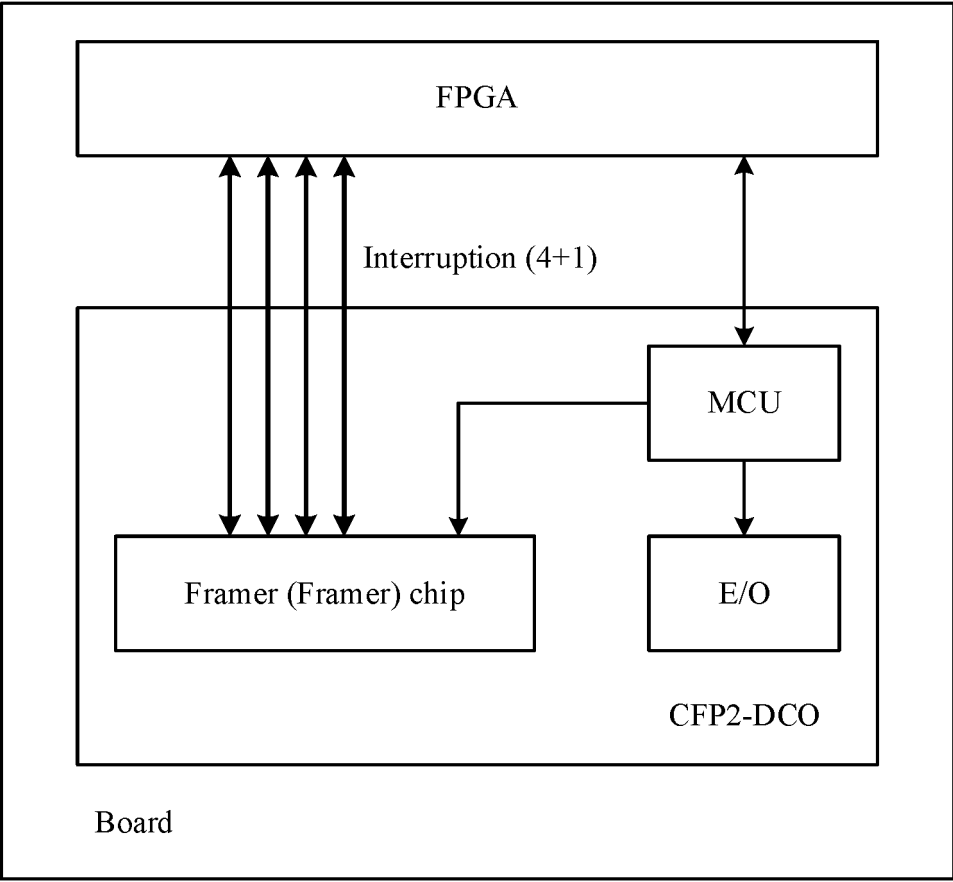 FPGA
Interruption (4+1)
MCU
Framer (Framer) chip
E/O
CFP2-DCO
Board